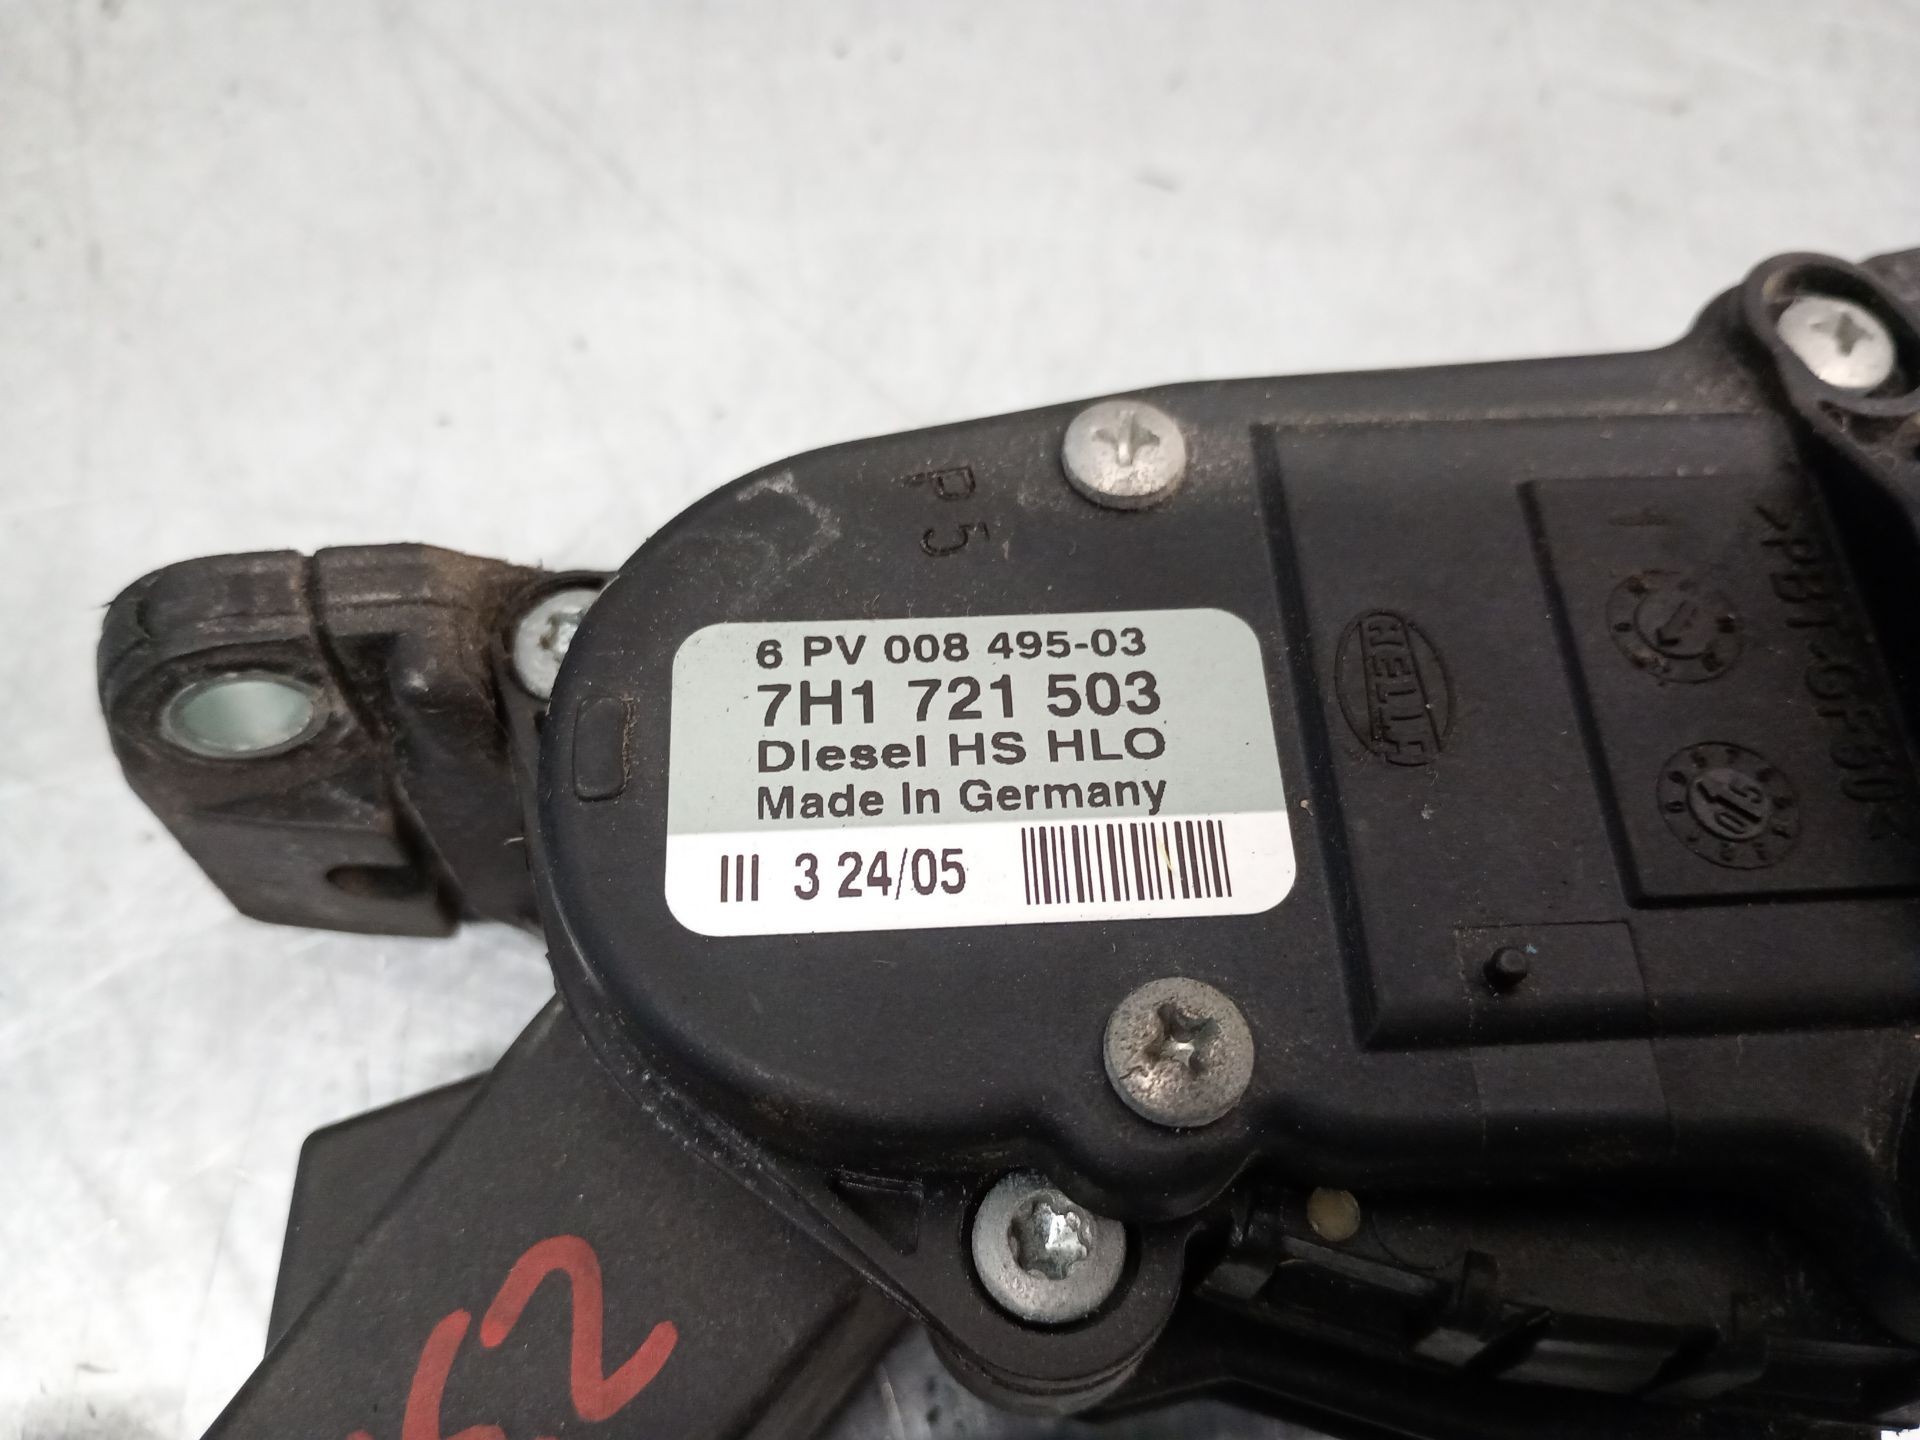 P5
6 PV 008 495-03
7H1 721 503
Diesel HS HLO
Made In Germany
III 3 24/05
HELLA
52